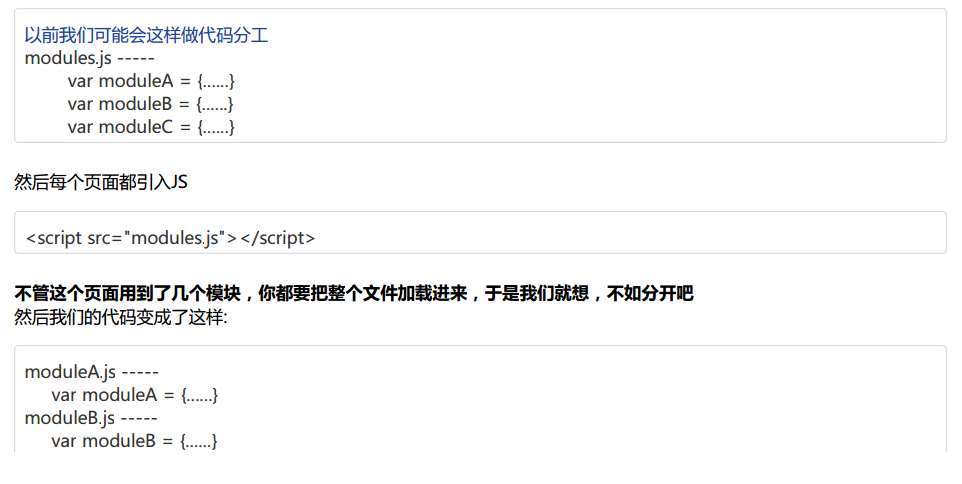 以前我们可能会这样做代码分工
modules.js -----
var moduleA = {......}
var moduleB = {......}
var moduleC = {......}
然后每个页面都引入JS
<script src="modules.js"></script>
不管这个页面用到了几个模块，你都要把整个文件加载进来，于是我们就想，不如分开吧
然后我们的代码变成了这样:
moduleA.js -----
var moduleA = {......}
moduleB.js -----
var moduleB = {......}